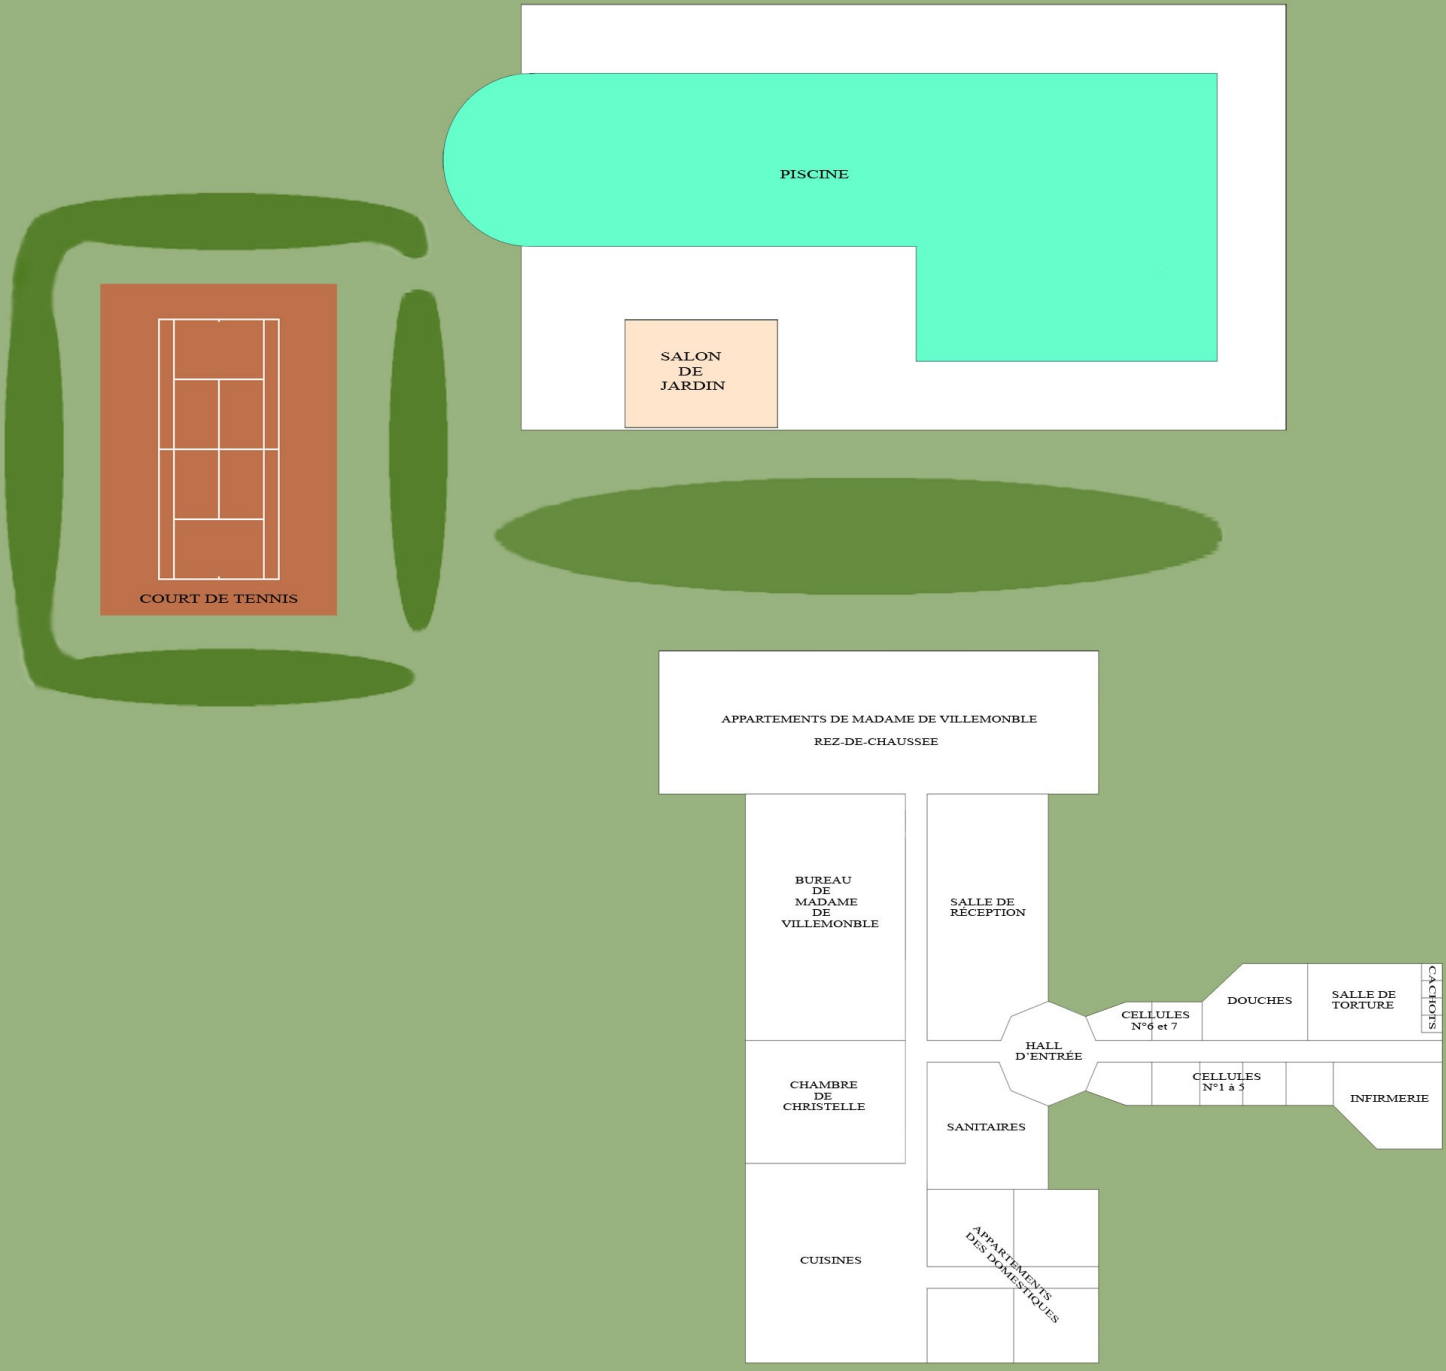 PISCINE
SALON
DE
JARDIN
COURT DE TENNIS
APPARTEMENTS DE MADAME DE VILLEMONBLE
REZ-DE-CHAUSSEE
BUREAU
DE
MADAME
DE
VILLEMONBLE
SALLE DE
RÉCEPTION
DOUCHES
SALLE DE
TORTURE
CACHOTS
CELLULES
N°6 et 7
HALL
D'ENTRÉE
CELLULES
N°1 à 5
INFIRMERIE
CHAMBRE
DE
CHRISTELLE
SANITAIRES
CUISINES
APPARTEMENTS
DES DOMESTIQUES